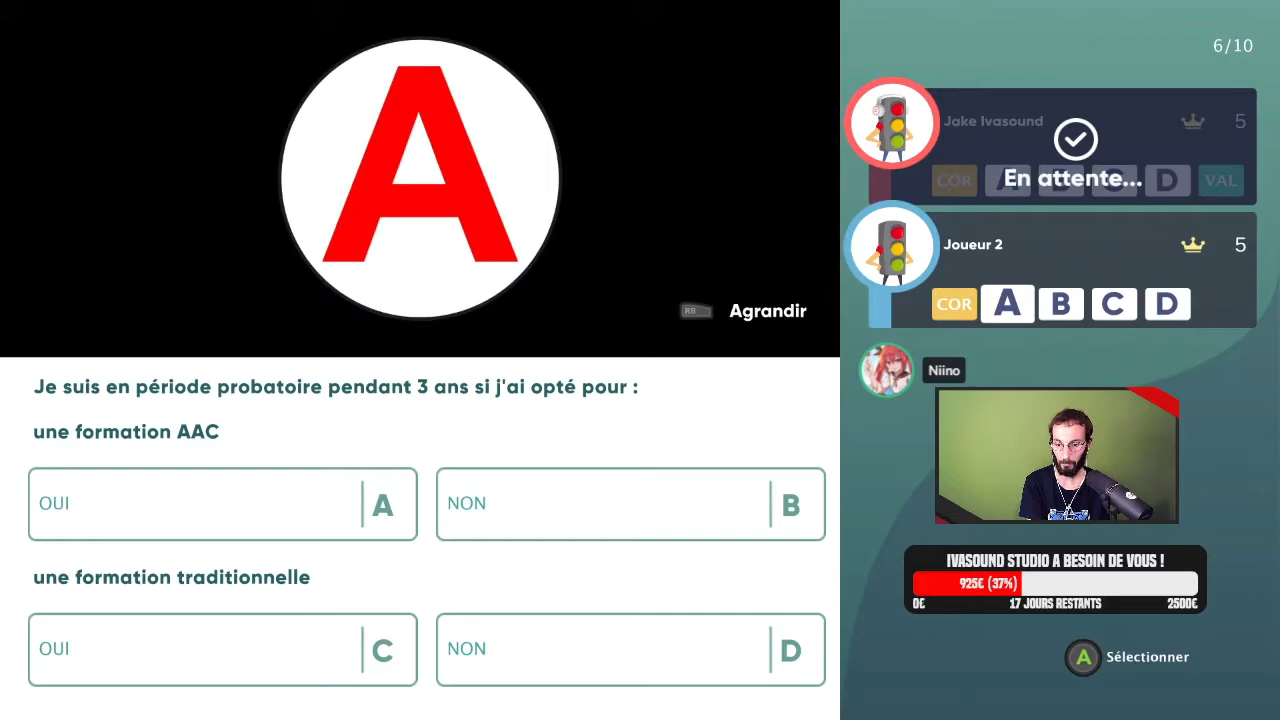 A
RB Agrandir
Je suis en période probatoire pendant 3 ans si j'ai opté pour :
une formation AAC
OUI A
NON B
une formation traditionnelle
OUI C
NON D
6/10
Jake Ivasound 5
COR A B C D VAL
En attente...
Joueur 2 5
COR A B C D
Niino
IVASOUND STUDIO A BESOIN DE VOUS !
925€ (37%)
0€ 17 JOURS RESTANTS 2500€
A Sélectionner